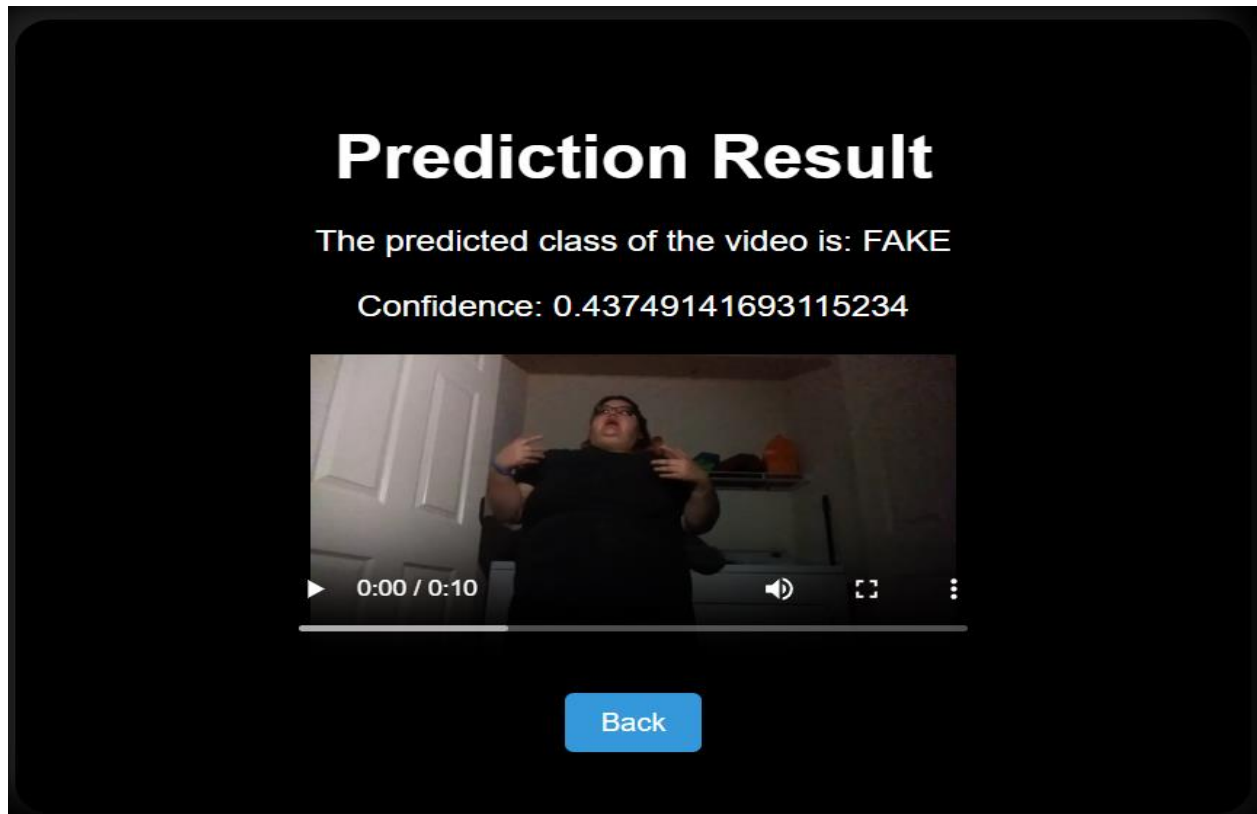 Prediction Result
The predicted class of the video is: FAKE
Confidence: 0.43749141693115234
0:00 / 0:10
Back